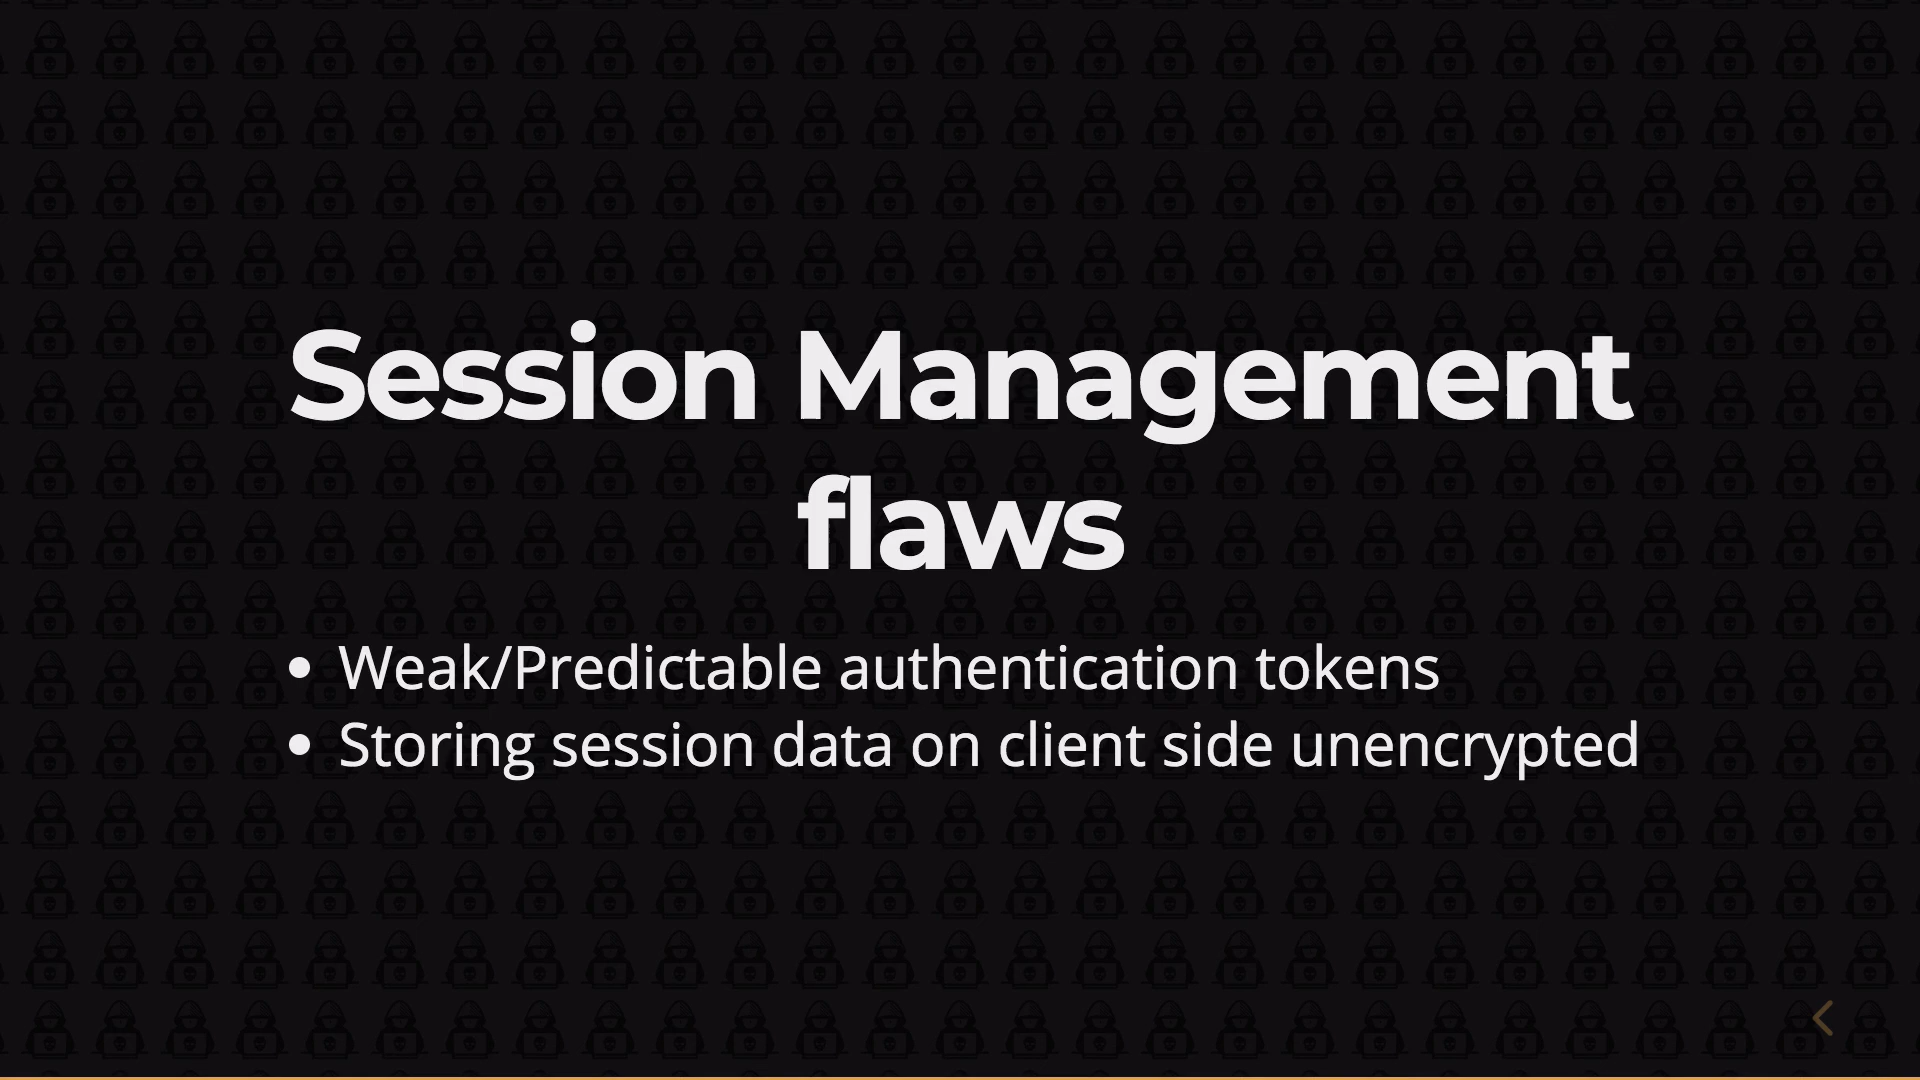 Session Management
flaws
• Weak/Predictable authentication tokens
• Storing session data on client side unencrypted